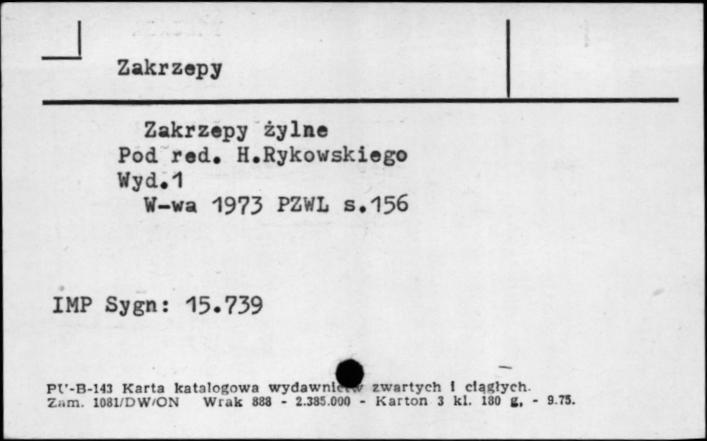 Zakrzepy
Zakrzepy żylne
Pod red. H.Rykowskiego
Wyd.1
W-wa 1973 PZWL s.156
IMP Sygn: 15.739
PU-B-143 Karta katalogowa wydawnictw zwartych i ciągłych.
Zam. 1081/DW/ON Wrak 888 - 2.385.000 - Karton 3 kl. 180 g, - 9.75.